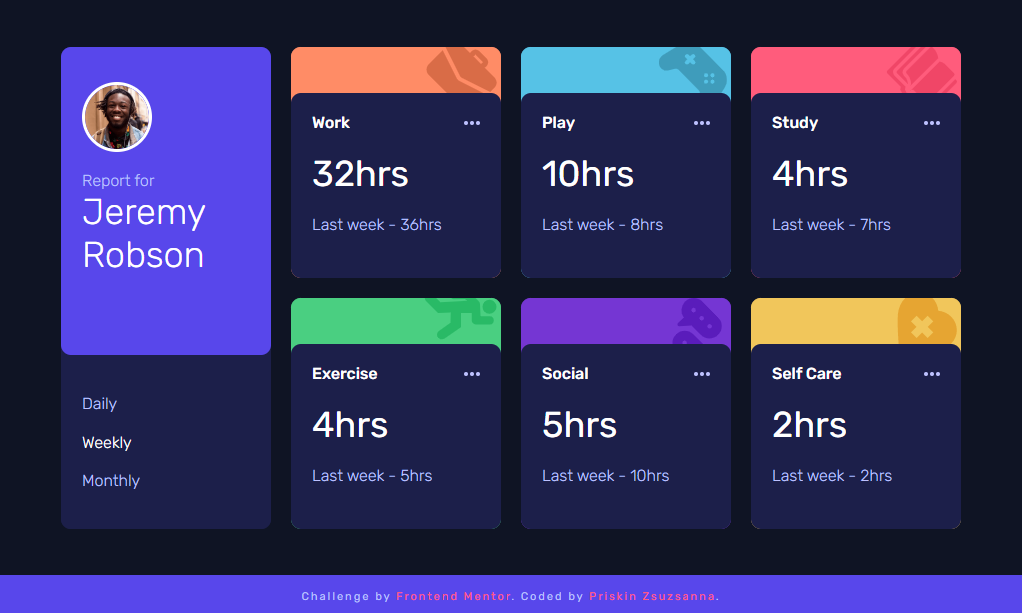 Report for
Jeremy
Robson
Daily
Weekly
Monthly
Work
32hrs
Last week - 36hrs
Play
10hrs
Last week - 8hrs
Study
4hrs
Last week - 7hrs
Exercise
4hrs
Last week - 5hrs
Social
5hrs
Last week - 10hrs
Self Care
2hrs
Last week - 2hrs
Challenge by Frontend Mentor. Coded by Priskin Zsuzsanna.